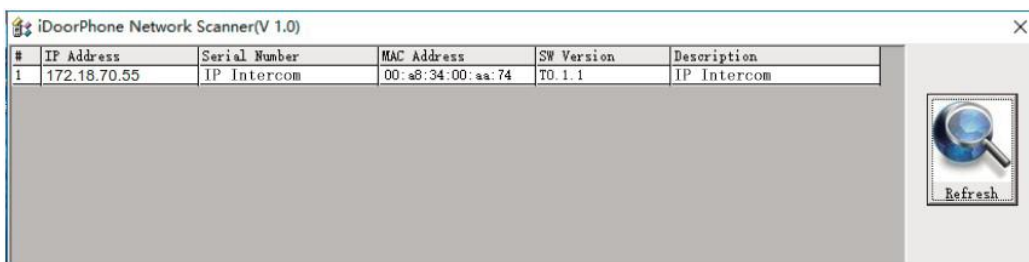 iDoorPhone Network Scanner(V 1.0)
# IP Address Serial Number MAC Address SW Version Description
1 172.18.70.55 IP Intercom 00:a8:34:00:aa:74 T0.1.1 IP Intercom
Refresh